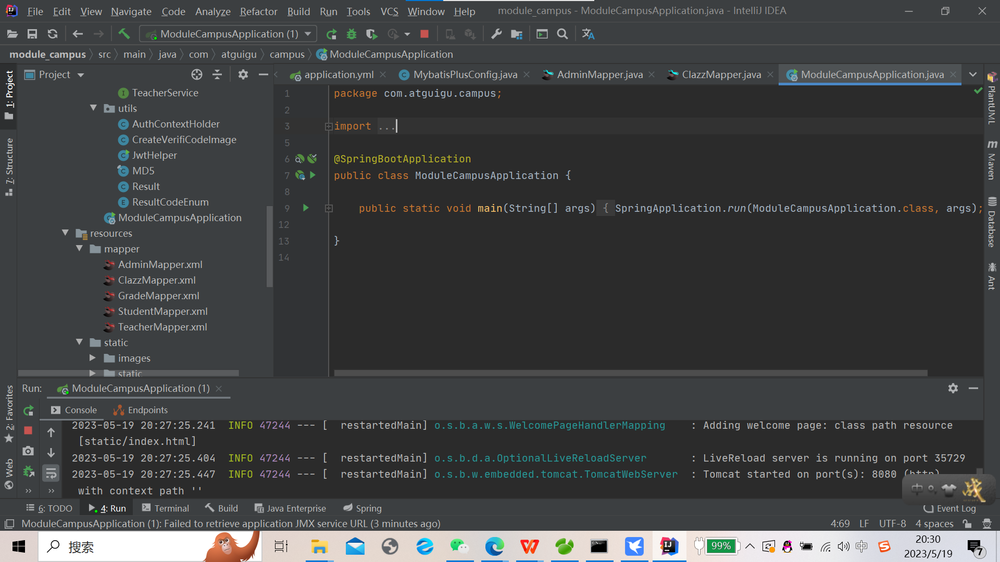 File Edit View Navigate Code Analyze Refactor Build Run Tools VCS Window Help module_campus - ModuleCampusApplication.java - IntelliJ IDEA
ModuleCampusApplication (1)
module_campus src main java com atguigu campus ModuleCampusApplication
Project
application.yml MybatisPlusConfig.java AdminMapper.java ClazzMapper.java ModuleCampusApplication.java
1: Project
7: Structure
2: Favorites
Web
TeacherService
utils
AuthContextHolder
CreateVerifiCodeImage
JwtHelper
MD5
Result
ResultCodeEnum
ModuleCampusApplication
resources
mapper
AdminMapper.xml
ClazzMapper.xml
GradeMapper.xml
StudentMapper.xml
TeacherMapper.xml
static
images
static
1 package com.atguigu.campus;
2
3 import ...
5
6 @SpringBootApplication
7 public class ModuleCampusApplication {
8
9 public static void main(String[] args) { SpringApplication.run(ModuleCampusApplication.class, args);
12
13 }
14
PlantUML
Maven
Database
Ant
Run: ModuleCampusApplication (1)
Console Endpoints
2023-05-19 20:27:25.241 INFO 47244 --- [ restartedMain] o.s.b.a.w.s.WelcomePageHandlerMapping : Adding welcome page: class path resource
[static/index.html]
2023-05-19 20:27:25.404 INFO 47244 --- [ restartedMain] o.s.b.d.a.OptionalLiveReloadServer : LiveReload server is running on port 35729
2023-05-19 20:27:25.447 INFO 47244 --- [ restartedMain] o.s.b.w.embedded.tomcat.TomcatWebServer : Tomcat started on port(s): 8080 (http)
with context path ''
中
6: TODO 4: Run Terminal Build Java Enterprise Spring Event Log
ModuleCampusApplication (1): Failed to retrieve application JMX service URL (3 minutes ago) 4:69 LF UTF-8 4 spaces
搜索 99% 中 20:30
2023/5/19 7